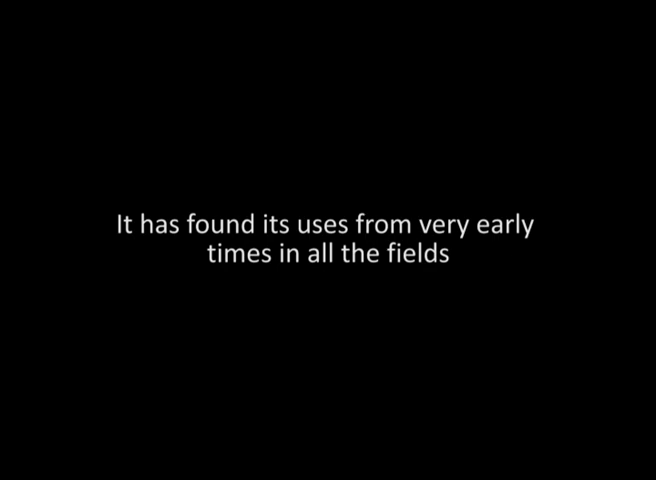 It has found its uses from very early
times in all the fields